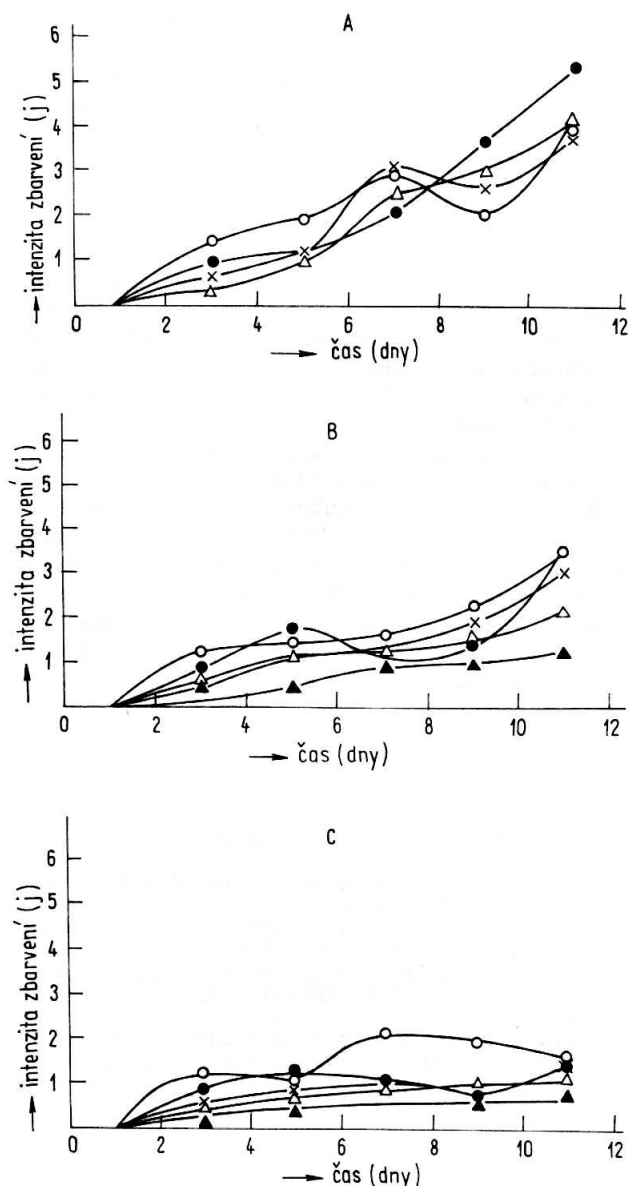 A
6
5
4
3
2
1
→ intenzita zbarvení (j)
0 2 4 6 8 10 12
→ čas (dny)
B
6
5
4
3
2
1
→ intenzita zbarvení (j)
0 2 4 6 8 10 12
→ čas (dny)
C
6
5
4
3
2
1
→ intenzita zbarvení (j)
0 2 4 6 8 10 12
→ čas (dny)